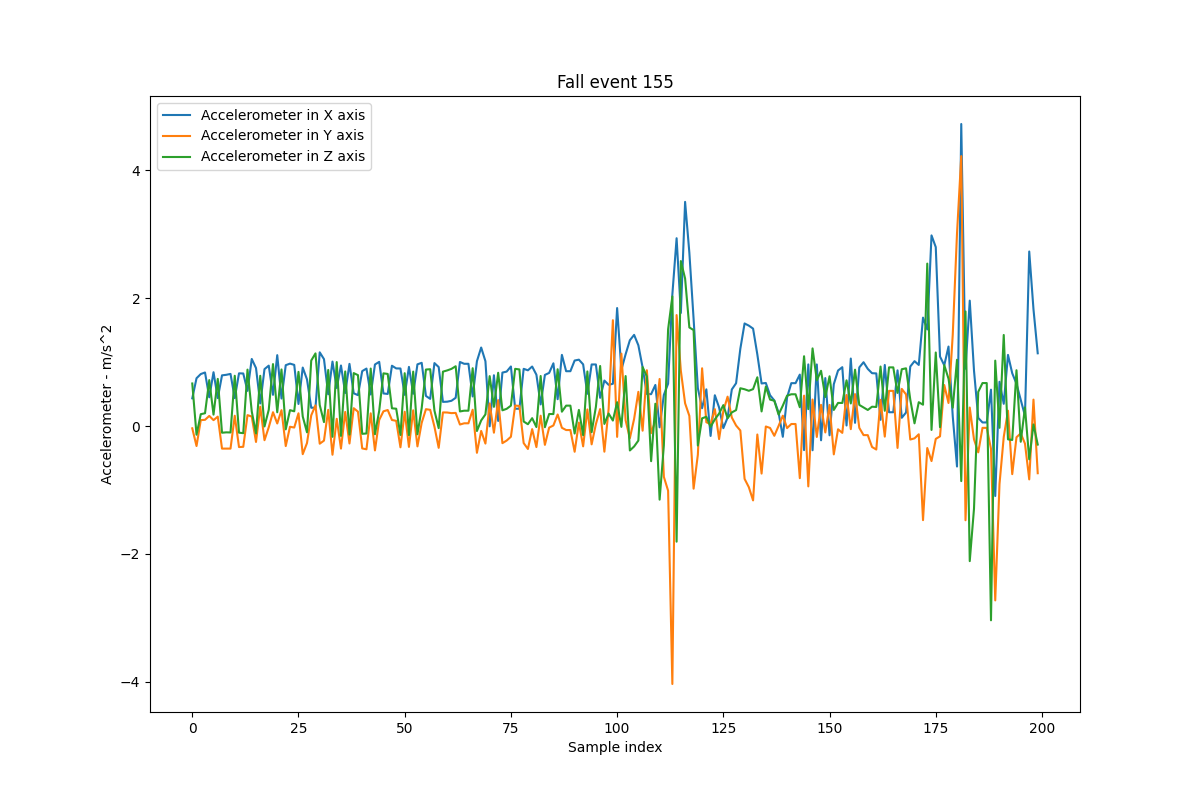 Fall event 155
Accelerometer in X axis
Accelerometer in Y axis
Accelerometer in Z axis
Accelerometer - m/s^2
4
2
0
−2
−4
0 25 50 75 100 125 150 175 200
Sample index